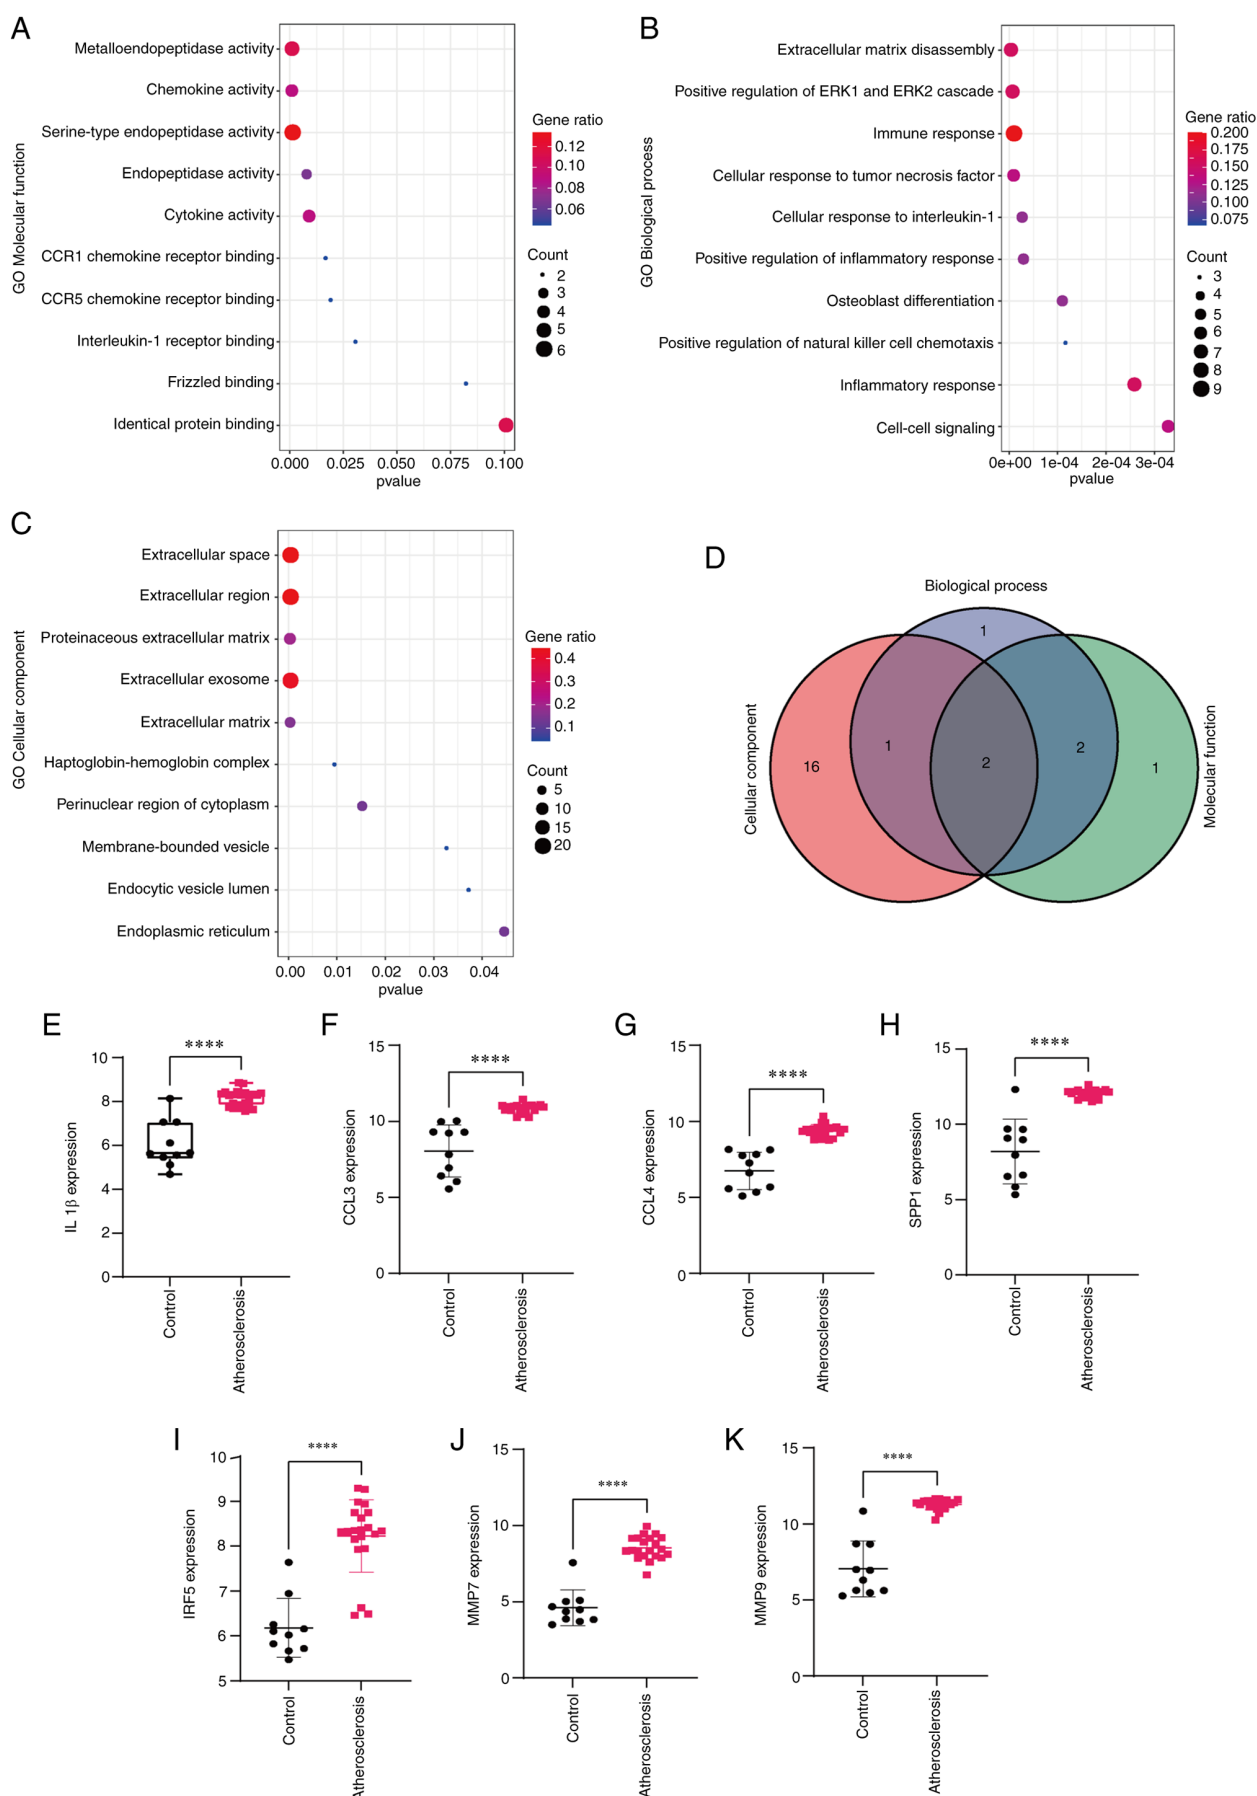 A
GO Molecular function
Metalloendopeptidase activity
Chemokine activity
Serine-type endopeptidase activity
Endopeptidase activity
Cytokine activity
CCR1 chemokine receptor binding
CCR5 chemokine receptor binding
Interleukin-1 receptor binding
Frizzled binding
Identical protein binding
0.000 0.025 0.050 0.075 0.100
pvalue
Gene ratio
0.12
0.10
0.08
0.06
Count
2
3
4
5
6
B
GO Biological process
Extracellular matrix disassembly
Positive regulation of ERK1 and ERK2 cascade
Immune response
Cellular response to tumor necrosis factor
Cellular response to interleukin-1
Positive regulation of inflammatory response
Osteoblast differentiation
Positive regulation of natural killer cell chemotaxis
Inflammatory response
Cell-cell signaling
0e+00 1e-04 2e-04 3e-04
pvalue
Gene ratio
0.200
0.175
0.150
0.125
0.100
0.075
Count
3
4
5
6
7
8
9
C
GO Cellular component
Extracellular space
Extracellular region
Proteinaceous extracellular matrix
Extracellular exosome
Extracellular matrix
Haptoglobin-hemoglobin complex
Perinuclear region of cytoplasm
Membrane-bounded vesicle
Endocytic vesicle lumen
Endoplasmic reticulum
0.00 0.01 0.02 0.03 0.04
pvalue
Gene ratio
0.4
0.3
0.2
0.1
Count
5
10
15
20
D
Biological process
Cellular component
Molecular function
1
16
1
2
2
1
E
IL 1β expression
10
8
6
4
2
0
****
Control
Atherosclerosis
F
CCL3 expression
15
10
5
0
****
Control
Atherosclerosis
G
CCL4 expression
15
10
5
0
****
Control
Atherosclerosis
H
SPP1 expression
15
10
5
0
****
Control
Atherosclerosis
I
IRF5 expression
10
9
8
7
6
5
****
Control
Atherosclerosis
J
MMP7 expression
15
10
5
0
****
Control
Atherosclerosis
K
MMP9 expression
15
10
5
0
****
Control
Atherosclerosis